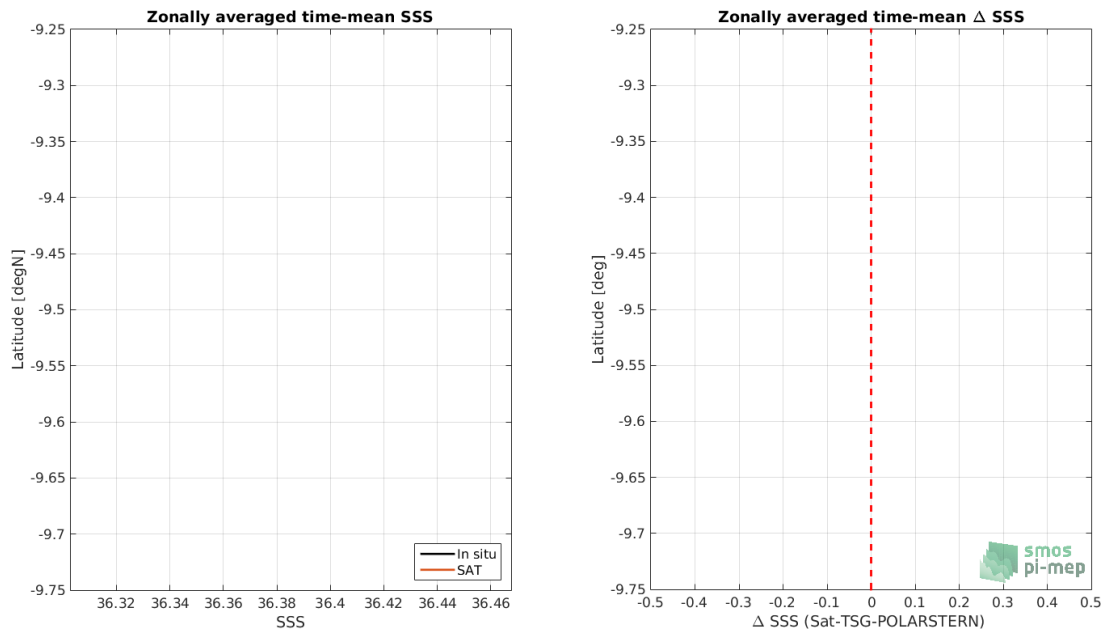 Zonally averaged time-mean SSS
-9.25
-9.3
-9.35
-9.4
-9.45
-9.5
-9.55
-9.6
-9.65
-9.7
-9.75
Latitude [degN]
In situ
SAT
36.32 36.34 36.36 36.38 36.4 36.42 36.44 36.46
SSS
Zonally averaged time-mean Δ SSS
-9.25
-9.3
-9.35
-9.4
-9.45
-9.5
-9.55
-9.6
-9.65
-9.7
-9.75
Latitude [deg]
smos
pi-mep
-0.5 -0.4 -0.3 -0.2 -0.1 0 0.1 0.2 0.3 0.4 0.5
Δ SSS (Sat-TSG-POLARSTERN)